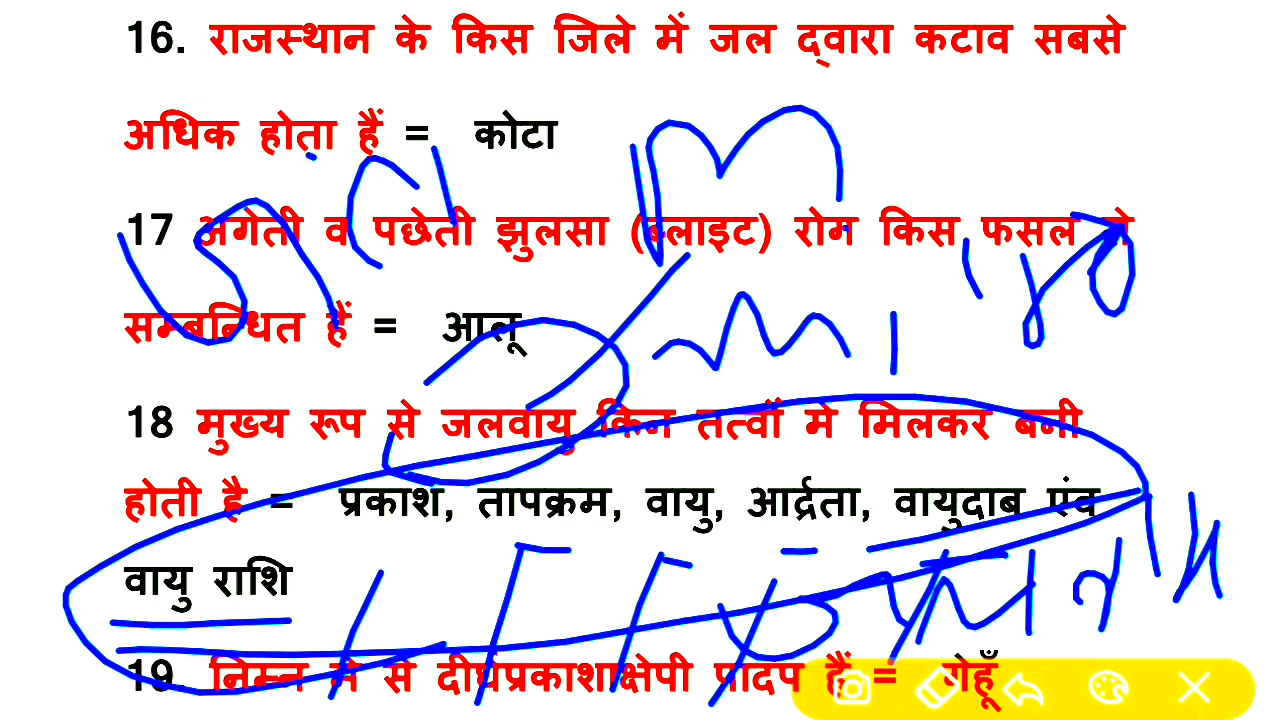 16. राजस्थान के किस जिले में जल द्वारा कटाव सबसे
अधिक होता हैं = कोटा
17 अगेती व पछेती झुलसा (ब्लाइट) रोग किस फसल से
सम्बन्धित हैं = आलू
18 मुख्य रूप से जलवायु किन तत्वों मे मिलकर बनी
होती है = प्रकाश, तापक्रम, वायु, आर्द्रता, वायुदाब एंव
वायु राशि
19 निम्न मे से दीर्घप्रकाशाक्षेपी पादप हैं = गेहूँ